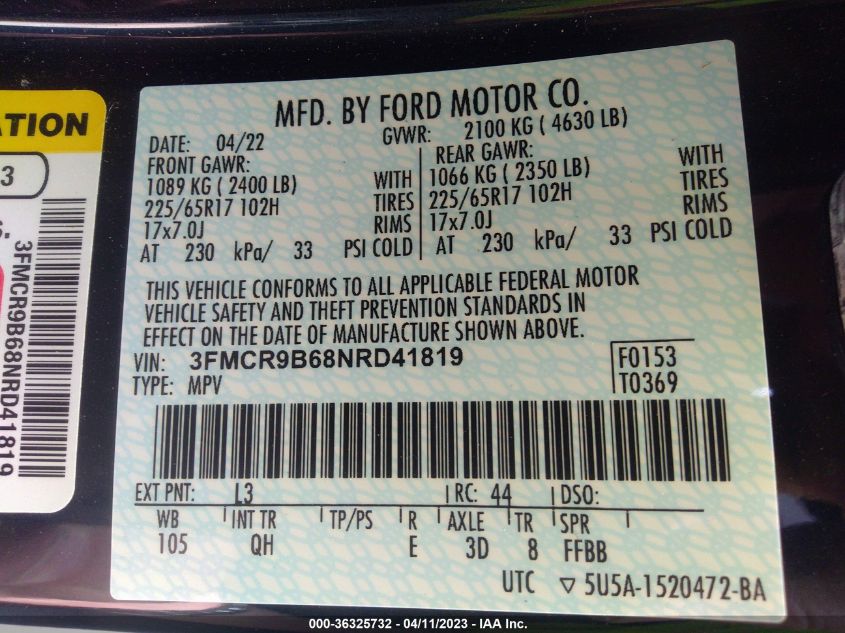 ATION
3
3FMCR9B68NRD41819
MFD. BY FORD MOTOR CO.
DATE: 04/22 GVWR: 2100 KG ( 4630 LB)
FRONT GAWR: REAR GAWR:
1089 KG ( 2400 LB) WITH 1066 KG ( 2350 LB) WITH
225/65R17 102H TIRES 225/65R17 102H TIRES
17x7.0J RIMS 17x7.0J RIMS
AT 230 kPa/ 33 PSI COLD AT 230 kPa/ 33 PSI COLD
THIS VEHICLE CONFORMS TO ALL APPLICABLE FEDERAL MOTOR
VEHICLE SAFETY AND THEFT PREVENTION STANDARDS IN
EFFECT ON THE DATE OF MANUFACTURE SHOWN ABOVE.
VIN: 3FMCR9B68NRD41819 F0153
TYPE: MPV T0369
EXT PNT: L3 RC: 44 DSO:
WB INT TR TP/PS R AXLE TR SPR
105 QH E 3D 8 FFBB
UTC ▽ 5U5A-1520472-BA
000-36325732 - 04/11/2023 - IAA Inc.